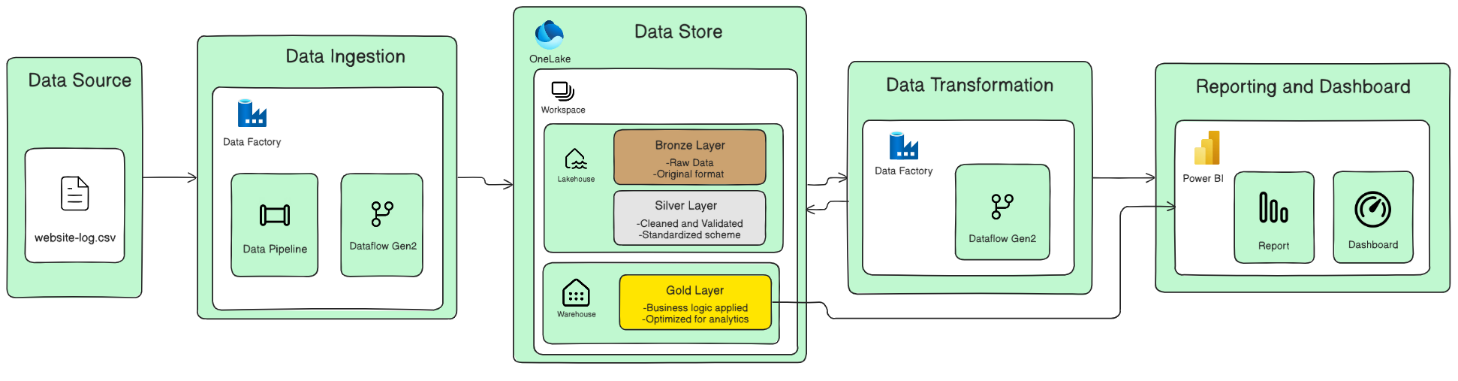 Data Source
website-log.csv
Data Ingestion
Data Factory
Data Pipeline
Dataflow Gen2
Data Store
OneLake
Workspace
Lakehouse
Bronze Layer
-Raw Data
-Original format
Silver Layer
-Cleaned and Validated
-Standardized scheme
Warehouse
Gold Layer
-Business logic applied
-Optimized for analytics
Data Transformation
Data Factory
Dataflow Gen2
Reporting and Dashboard
Power BI
Report
Dashboard